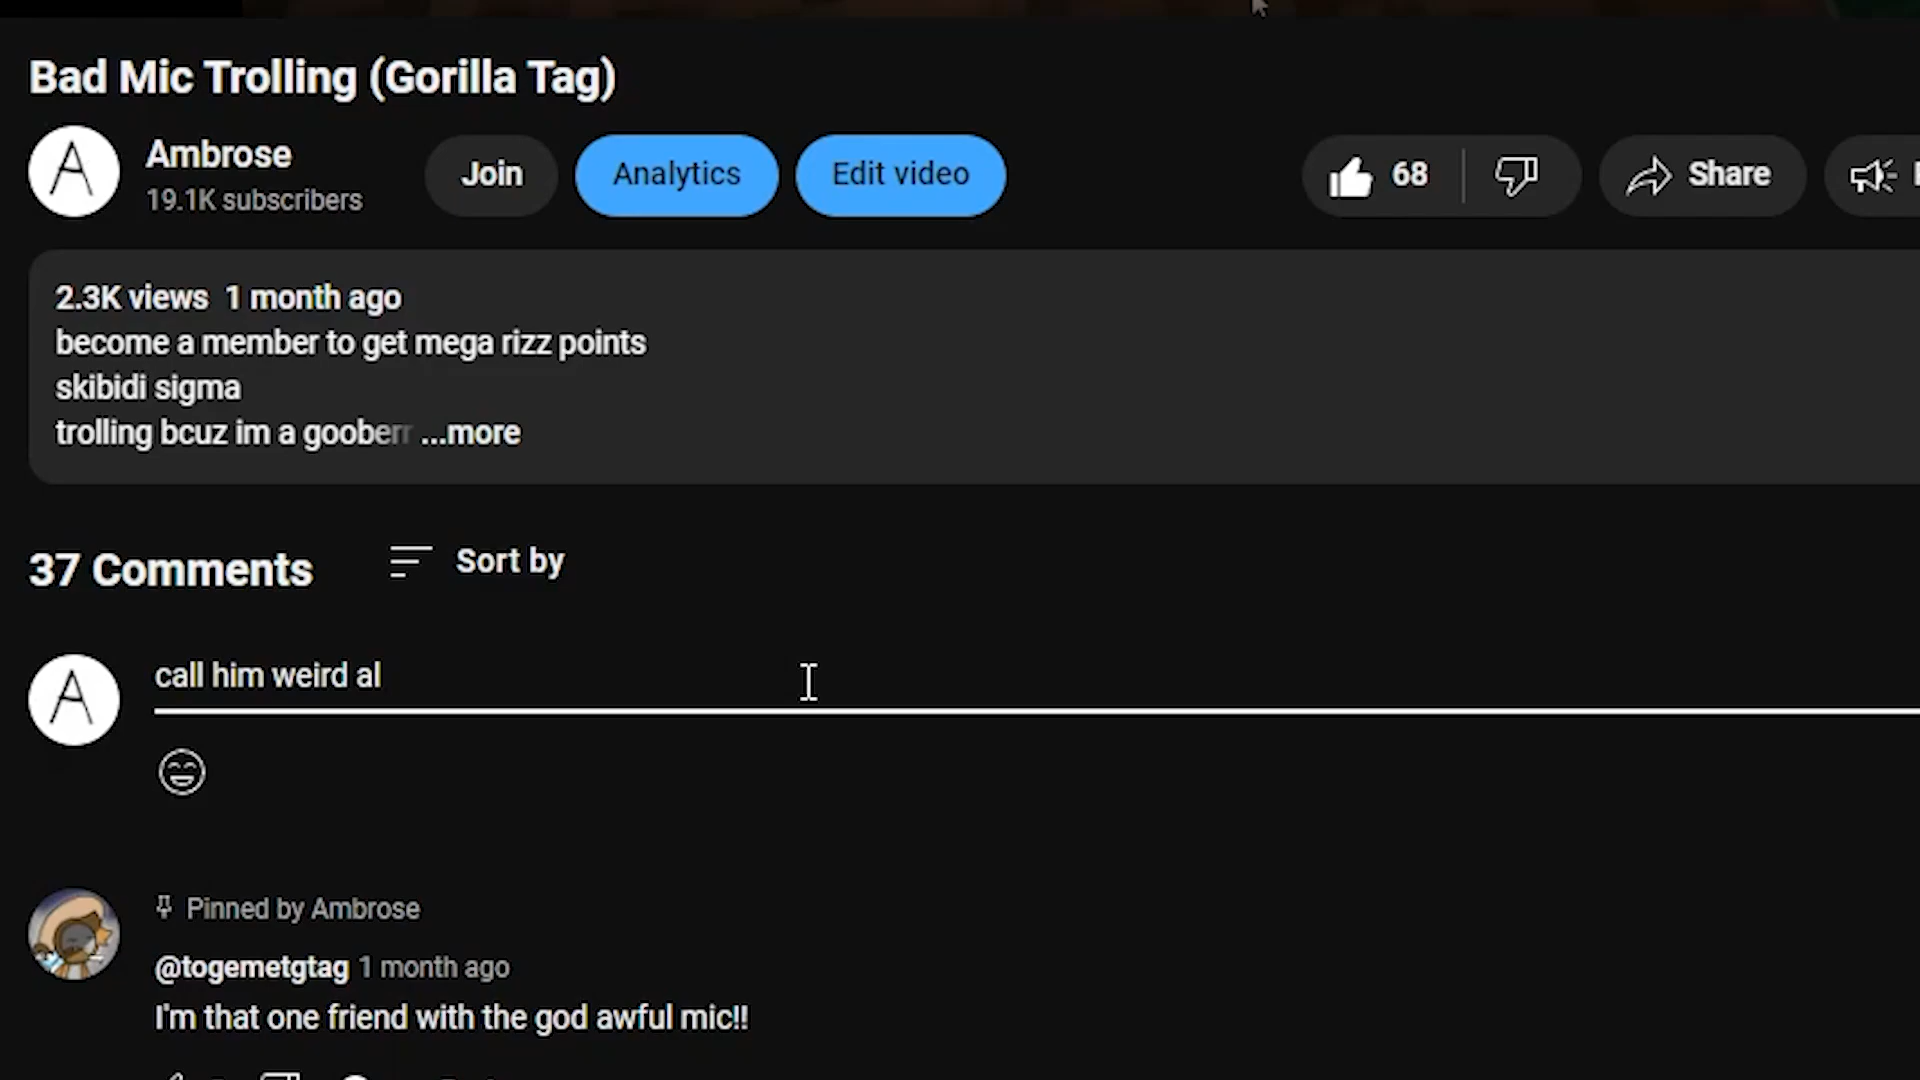 Bad Mic Trolling (Gorilla Tag)
A
Ambrose
19.1K subscribers
Join
Analytics
Edit video
68
Share
2.3K views 1 month ago
become a member to get mega rizz points
skibidi sigma
trolling bcuz im a gooberr ...more
37 Comments
Sort by
A
call him weird al
Pinned by Ambrose
@togemetgtag 1 month ago
I'm that one friend with the god awful mic!!